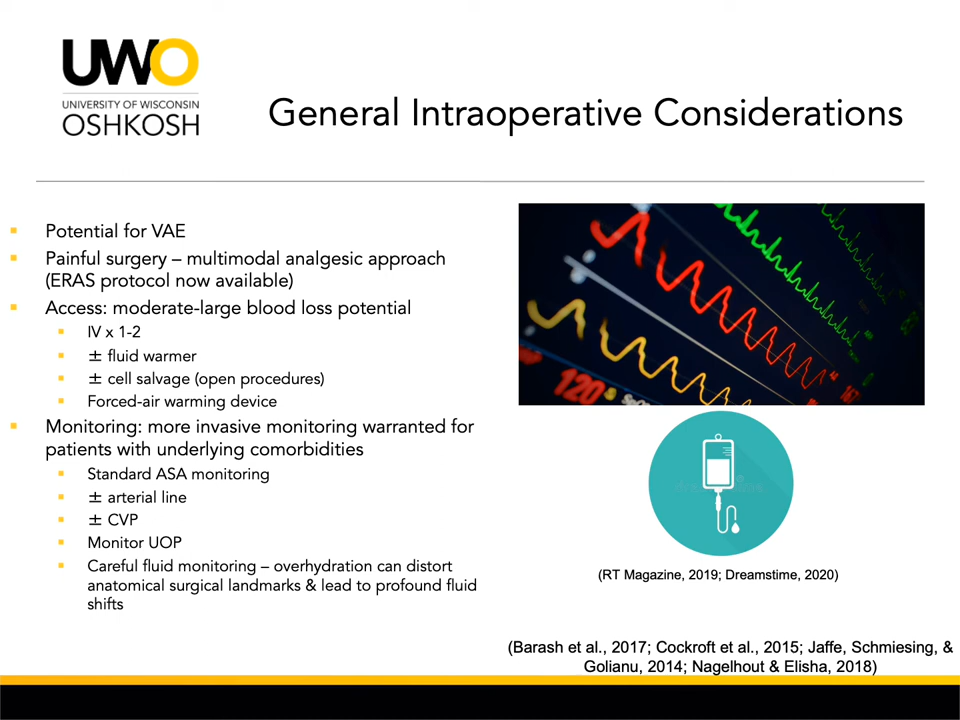 UWO
UNIVERSITY OF WISCONSIN
OSHKOSH
General Intraoperative Considerations
Potential for VAE
Painful surgery – multimodal analgesic approach
(ERAS protocol now available)
Access: moderate-large blood loss potential
IV x 1-2
± fluid warmer
± cell salvage (open procedures)
Forced-air warming device
Monitoring: more invasive monitoring warranted for
patients with underlying comorbidities
Standard ASA monitoring
± arterial line
± CVP
Monitor UOP
Careful fluid monitoring – overhydration can distort
anatomical surgical landmarks & lead to profound fluid
shifts
120
(RT Magazine, 2019; Dreamstime, 2020)
(Barash et al., 2017; Cockroft et al., 2015; Jaffe, Schmiesing, &
Golianu, 2014; Nagelhout & Elisha, 2018)